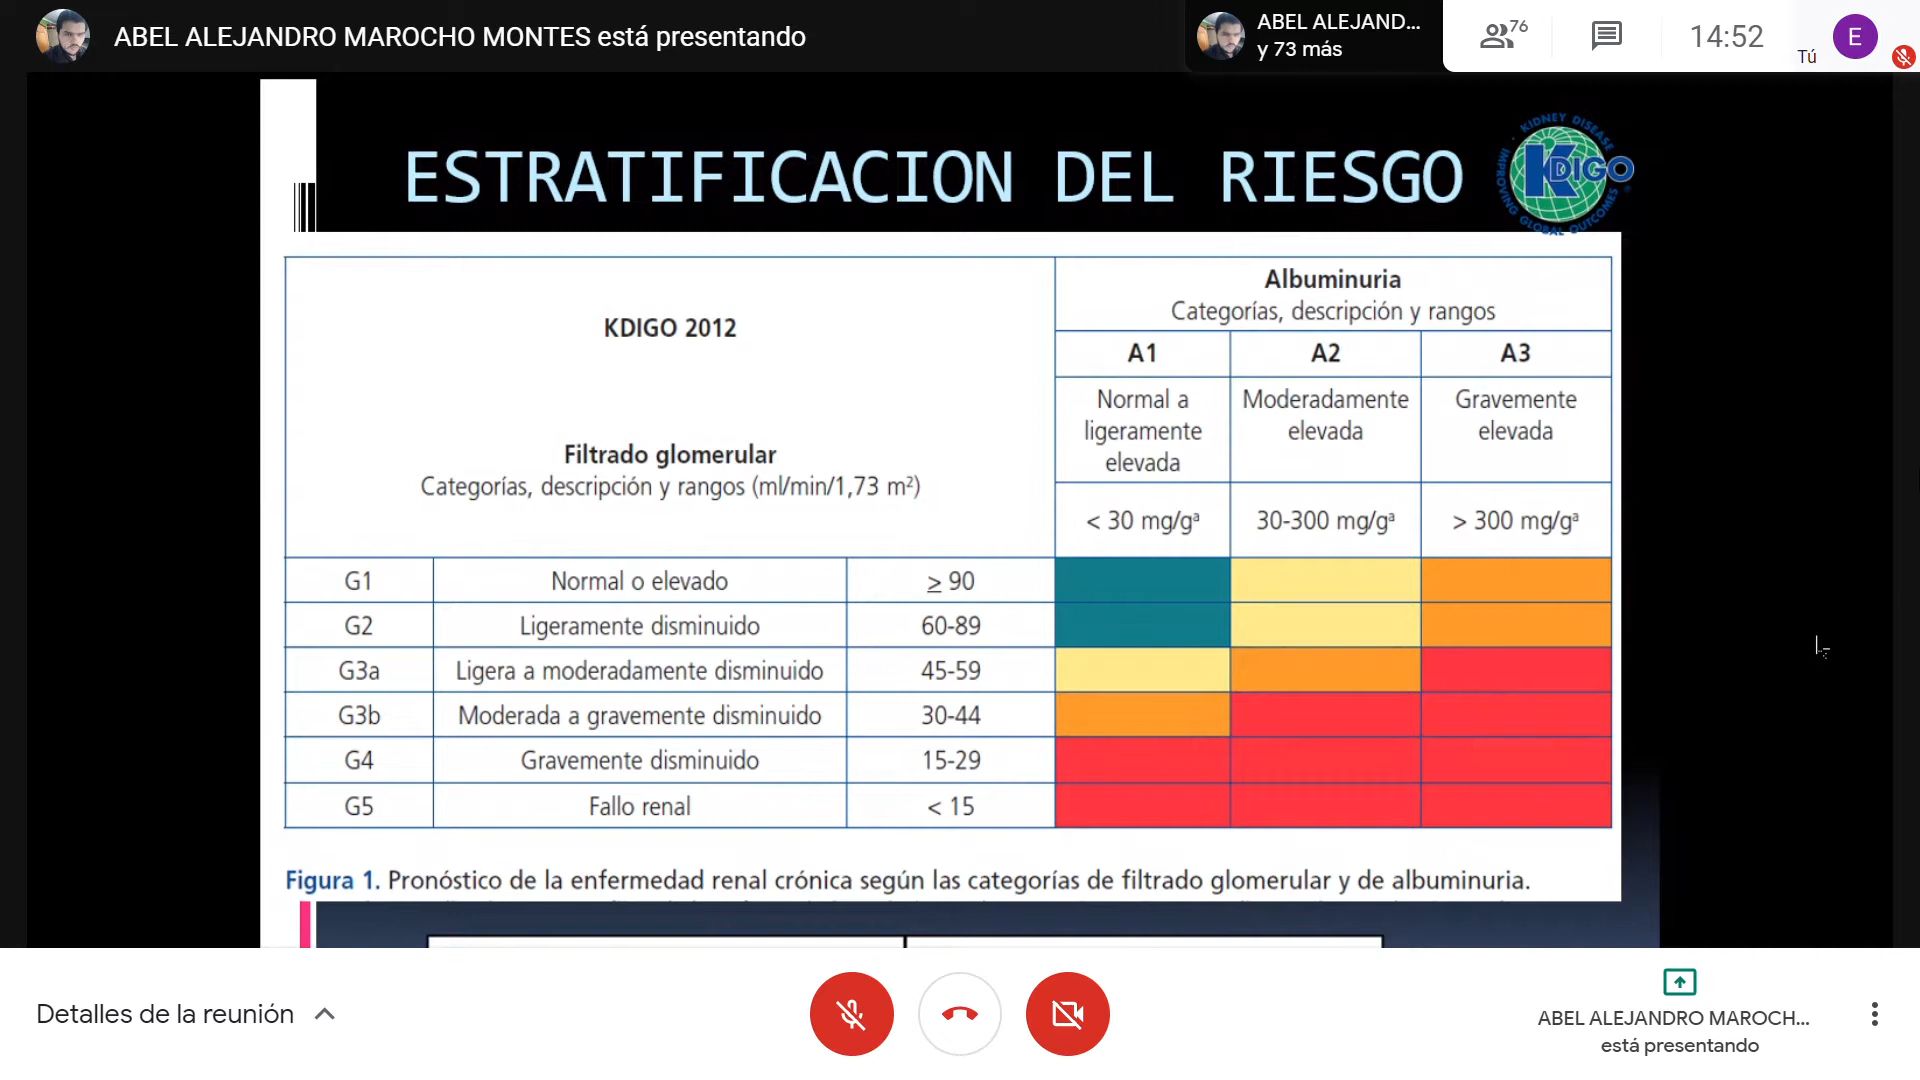 ABEL ALEJANDRO MAROCHO MONTES está presentando
ABEL ALEJAND...
y 73 más
76
14:52
Tú
E
ESTRATIFICACION DEL RIESGO
KIDNEY DISEASE
KDIGO
IMPROVING GLOBAL OUTCOMES
KDIGO 2012
Albuminuria
Categorías, descripción y rangos
A1 A2 A3
Filtrado glomerular
Categorías, descripción y rangos (ml/min/1,73 m²)
Normal a ligeramente elevada
Moderadamente elevada
Gravemente elevada
< 30 mg/gª 30-300 mg/gª > 300 mg/gª
G1 Normal o elevado ≥ 90
G2 Ligeramente disminuido 60-89
G3a Ligera a moderadamente disminuido 45-59
G3b Moderada a gravemente disminuido 30-44
G4 Gravemente disminuido 15-29
G5 Fallo renal < 15
Figura 1. Pronóstico de la enfermedad renal crónica según las categorías de filtrado glomerular y de albuminuria.
Detalles de la reunión
ABEL ALEJANDRO MAROCH...
está presentando